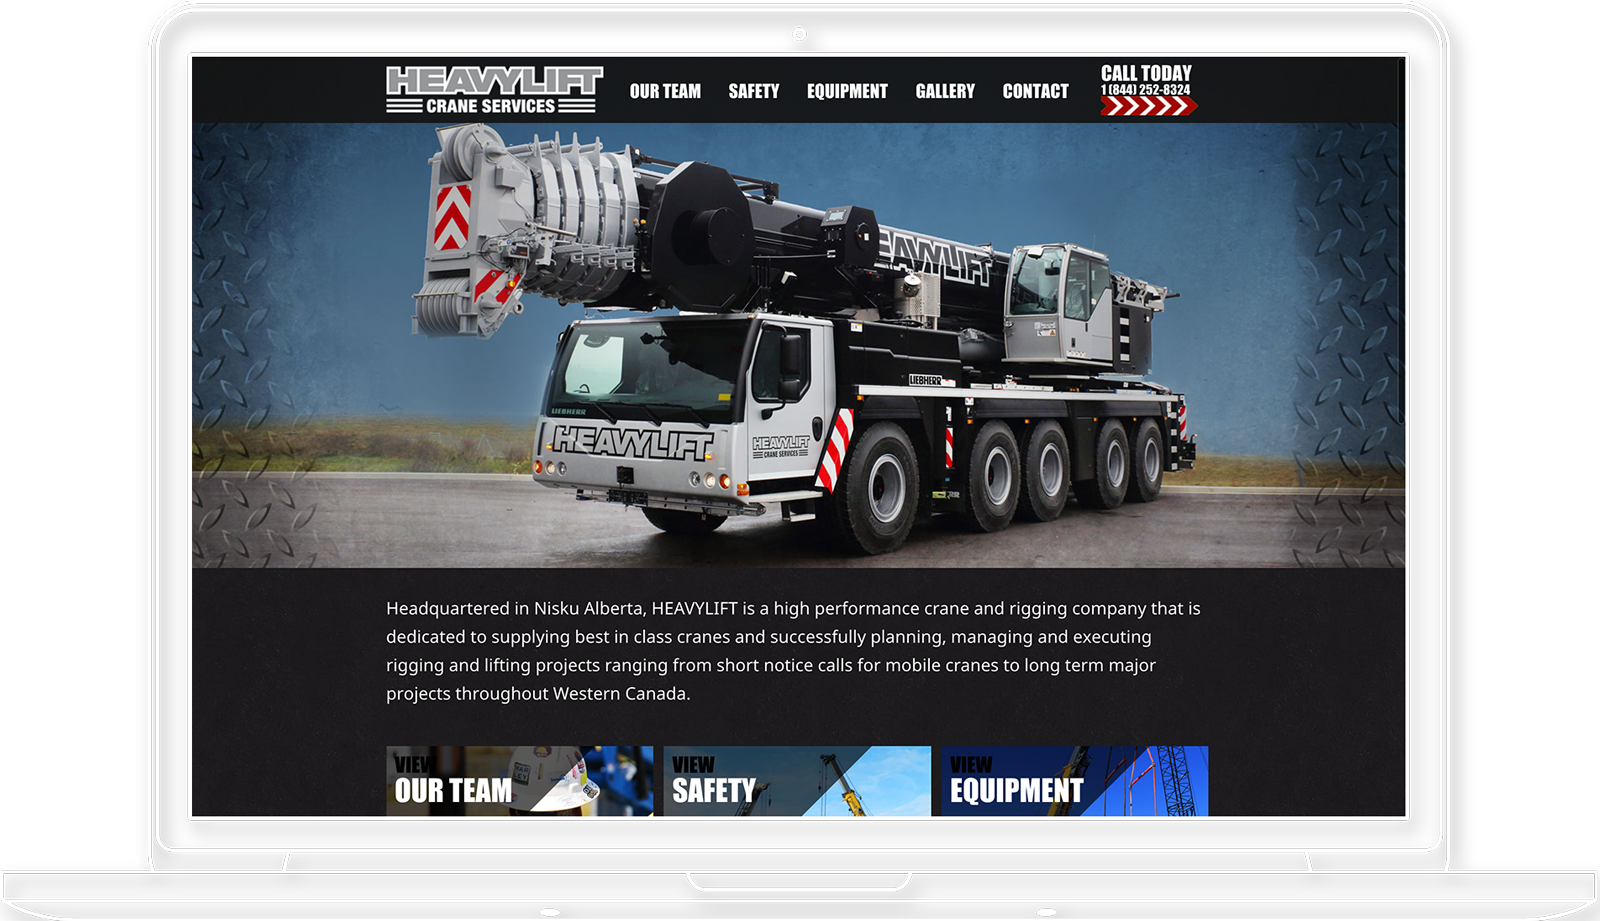 HEAVYLIFT
CRANE SERVICES
OUR TEAM
SAFETY
EQUIPMENT
GALLERY
CONTACT
CALL TODAY
1 (844) 252-8324
EAVYLIFT
LIEBHERR
LIEBHERR
HEAVYLIFT
HEAVYLIFT
CRANE SERVICES
Headquartered in Nisku Alberta, HEAVYLIFT is a high performance crane and rigging company that is
dedicated to supplying best in class cranes and successfully planning, managing and executing
rigging and lifting projects ranging from short notice calls for mobile cranes to long term major
projects throughout Western Canada.
VIEW
OUR TEAM
VIEW
SAFETY
VIEW
EQUIPMENT